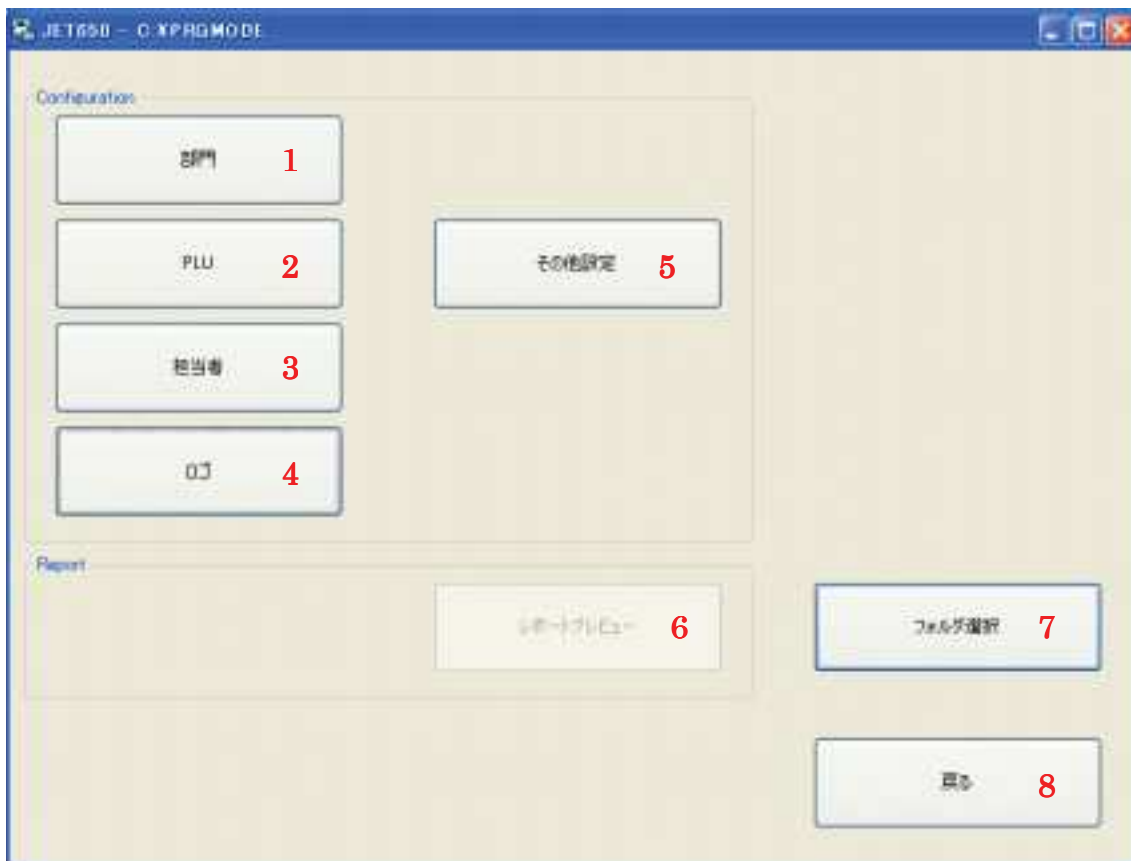 JET650 - C:¥PRGMODE
Configuration
部門 1
PLU 2
その他設定 5
担当者 3
ロゴ 4
Report
レポートプレビュー 6
フォルダ選択 7
戻る 8